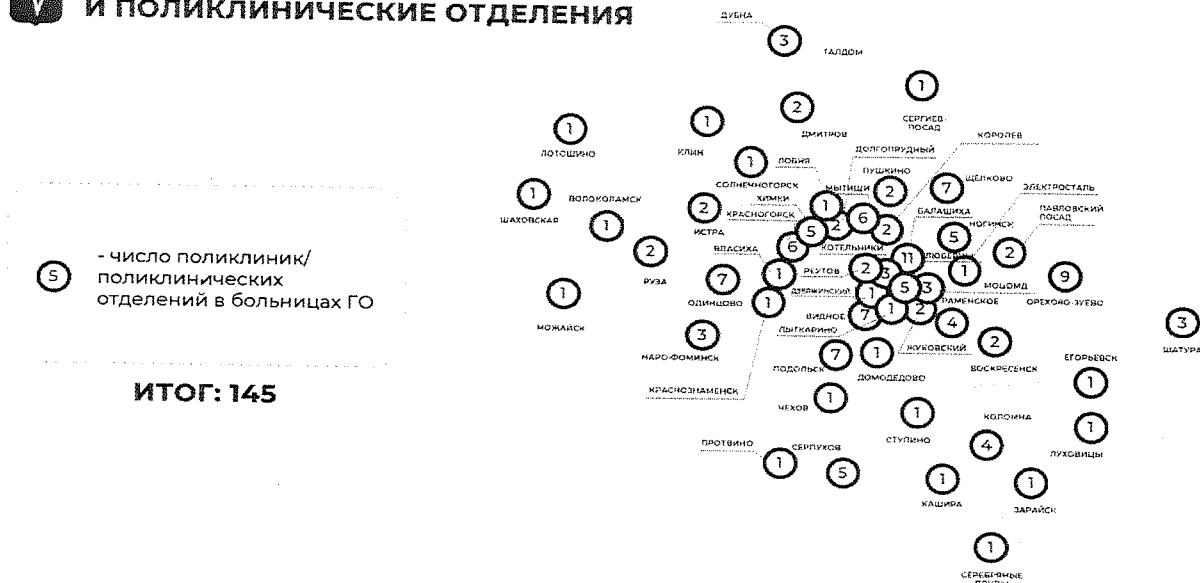 И ПОЛИКЛИНИЧЕСКИЕ ОТДЕЛЕНИЯ
5
- число поликлиник/
поликлинических
отделений в больницах ГО
ИТОГ: 145
ДУБНА
3
ТАЛДОМ
1
СЕРГИЕВ-
ПОСАД
2
ДМИТРОВ
1
КЛИН
1
ЛОТОШИНО
1
СОЛНЕЧНОГОРСК
ЛОБНЯ
ДОЛГОПРУДНЫЙ
КОРОЛЕВ
ПУШКИНО
2
7
ЩЕЛКОВО
ЭЛЕКТРОСТАЛЬ
1
ШАХОВСКАЯ
ВОЛОКОЛАМСК
1
2
ИСТРА
ХИМКИ
КРАСНОГОРСК
МЫТИЩИ
1
6
2
2
5
6
БАЛАШИХА
НОГИНСК
5
ПАВЛОВСКИЙ
ПОСАД
2
2
РУЗА
ВЛАСИХА
1
КОТЕЛЬНИКИ
11
ЛЮБЕРЦЫ
1
МОЦОМД
9
ОРЕХОВО-ЗУЕВО
1
МОЖАЙСК
7
ОДИНЦОВО
1
РЕУТОВ
2
3
ДЗЕРЖИНСКИЙ
1
5
3
РАМЕНСКОЕ
ВИДНОЕ
7
1
2
4
ЛЫТКАРИНО
ЖУКОВСКИЙ
3
ШАТУРА
3
НАРО-ФОМИНСК
7
ПОДОЛЬСК
1
ДОМОДЕДОВО
2
ВОСКРЕСЕНСК
ЕГОРЬЕВСК
1
КРАСНОЗНАМЕНСК
ЧЕХОВ
1
1
СТУПИНО
КОЛОМНА
4
1
ЛУХОВИЦЫ
ПРОТВИНО
1
СЕРПУХОВ
5
1
КАШИРА
1
ЗАРАЙСК
1
СЕРЕБРЯНЫЕ